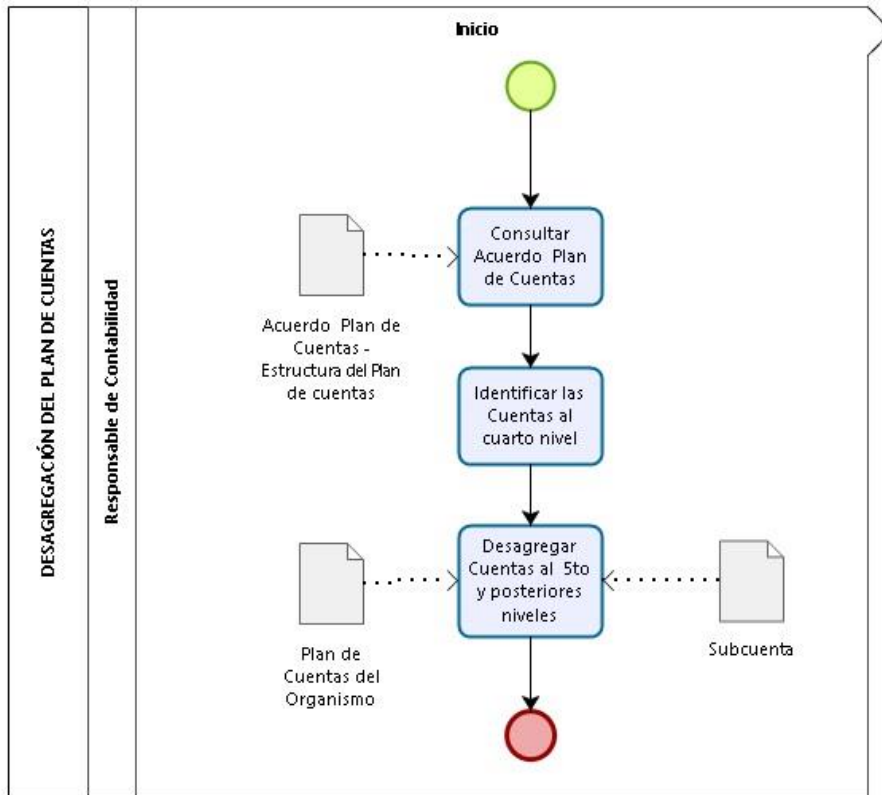 DESAGREGACIÓN DEL PLAN DE CUENTAS
Responsable de Contabilidad
Inicio
Consultar
Acuerdo Plan
de Cuentas
Acuerdo Plan de
Cuentas -
Estructura del Plan
de cuentas
Identificar las
Cuentas al
cuarto nivel
Desagregar
Cuentas al 5to
y posteriores
niveles
Plan de
Cuentas del
Organismo
Subcuenta